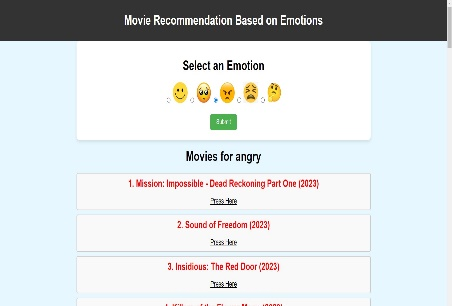 Movie Recommendation Based on Emotions
Select an Emotion
Submit
Movies for angry
1. Mission: Impossible - Dead Reckoning Part One (2023)
Press Here
2. Sound of Freedom (2023)
Press Here
3. Insidious: The Red Door (2023)
Press Here